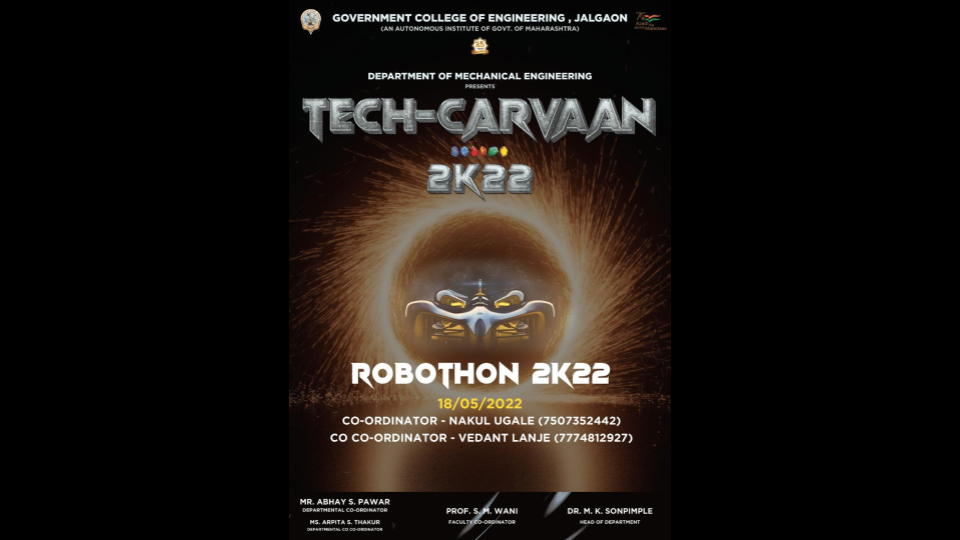 GOVERNMENT COLLEGE OF ENGINEERING , JALGAON
(AN AUTONOMOUS INSTITUTE OF GOVT. OF MAHARASHTRA)
DEPARTMENT OF MECHANICAL ENGINEERING
PRESENTS
TECH-CARVAAN
2K22
ROBOTHON 2K22
18/05/2022
CO-ORDINATOR - NAKUL UGALE (7507352442)
CO CO-ORDINATOR - VEDANT LANJE (7774812927)
MR. ABHAY S. PAWAR
DEPARTMENTAL CO-ORDINATOR
MS. ARPITA S. THAKUR
DEPARTMENTAL CO CO-ORDINATOR
PROF. S. M. WANI
FACULTY CO-ORDINATOR
DR. M. K. SONPIMPLE
HEAD OF DEPARTMENT